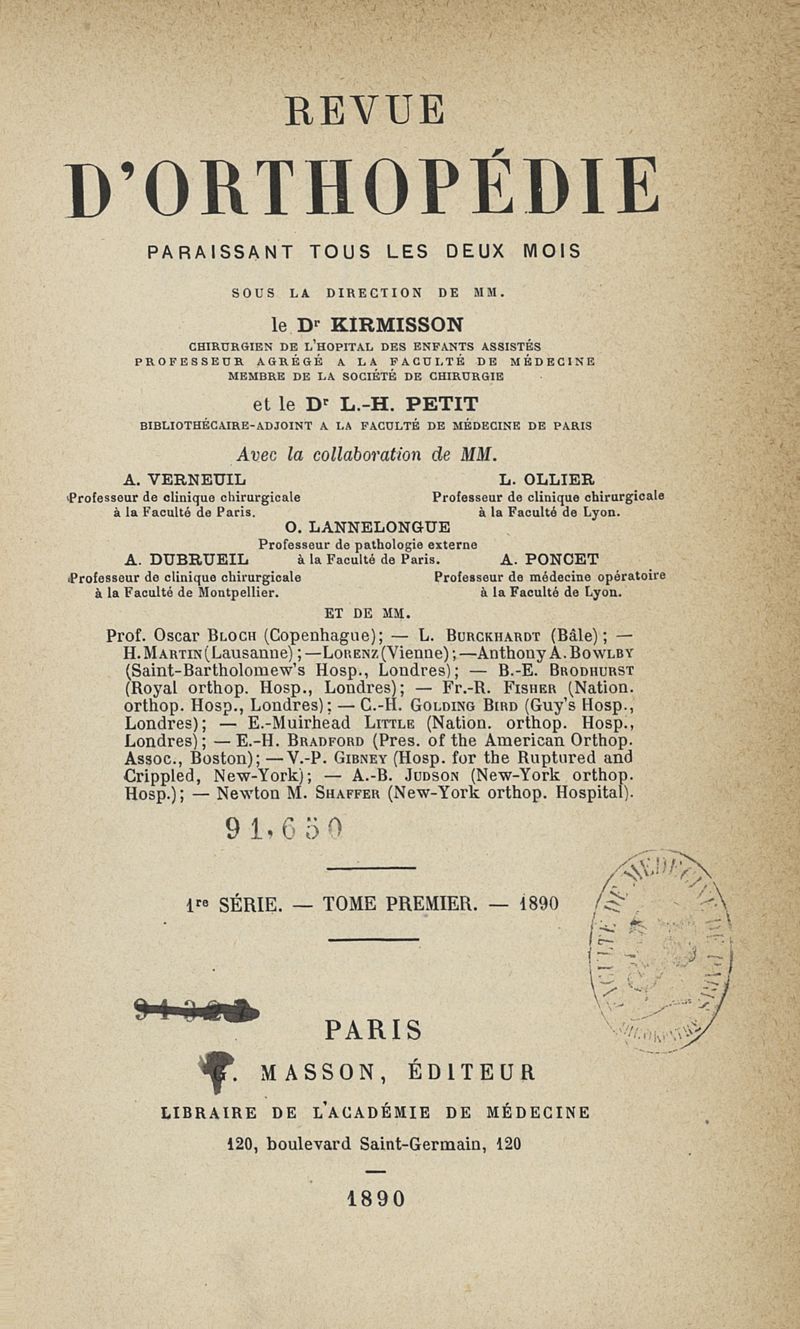 REVUE
D'ORTHOPÉDIE
PARAISSANT TOUS LES DEUX MOIS
SOUS LA DIRECTION DE MM.
le Dr KIRMISSON
CHIRURGIEN DE L'HOPITAL DES ENFANTS ASSISTÉS
PROFESSEUR AGRÉGÉ A LA FACULTÉ DE MÉDECINE
MEMBRE DE LA SOCIÉTÉ DE CHIRURGIE
et le Dr L.-H. PETIT
BIBLIOTHÉCAIRE-ADJOINT A LA FACULTÉ DE MÉDECINE DE PARIS
Avec la collaboration de MM.
A. VERNEUIL
Professeur de clinique chirurgicale
à la Faculté de Paris.
L. OLLIER
Professeur de clinique chirurgicale
à la Faculté de Lyon.
O. LANNELONGUE
Professeur de pathologie externe
à la Faculté de Paris.
A. DUBRUEIL
Professeur de clinique chirurgicale
à la Faculté de Montpellier.
A. PONCET
Professeur de médecine opératoire
à la Faculté de Lyon.
ET DE MM.
Prof. Oscar BLOCH (Copenhague); — L. BURCKHARDT (Bâle); —
H. MARTIN (Lausanne); — LORENZ (Vienne); — Anthony A. BOWLBY
(Saint-Bartholomew's Hosp., Londres); — B.-E. BRODHURST
(Royal orthop. Hosp., Londres); — Fr.-R. FISHER (Nation.
orthop. Hosp., Londres); — C.-H. GOLDING BIRD (Guy's Hosp.,
Londres); — E.-Muirhead LITTLE (Nation. orthop. Hosp.,
Londres); — E.-H. BRADFORD (Pres. of the American Orthop.
Assoc., Boston); — V.-P. GIBNEY (Hosp. for the Ruptured and
Crippled, New-York); — A.-B. JUDSON (New-York orthop.
Hosp.); — Newton M. SHAFFER (New-York orthop. Hospital).
91,650
1re SÉRIE. — TOME PREMIER. — 1890
PARIS
MASSON, ÉDITEUR
LIBRAIRE DE L'ACADÉMIE DE MÉDECINE
120, boulevard Saint-Germain, 120
1890